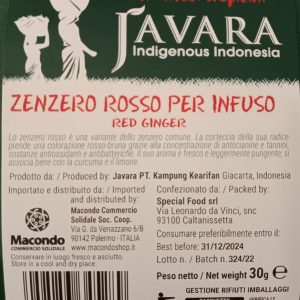 JAVARA
Indigenous Indonesia
ZENZERO ROSSO PER INFUSO
RED GINGER
Lo zenzero rosso è una variante dello zenzero comune. La corteccia della sua radice
prende una colorazione rosso bruna grazie alla concentrazione di antocianine e tannini,
sostanze antiossidanti e antibatteriche. Il suo aroma è fresco e leggermente pungente, si
associa bene con la curcuma e il limone.
Prodotto da: / Produced by: Javara PT. Kampung Kearifan Giacarta, Indonesia
Importato e distribuito da: / Imported
and distributed by:
Macondo Commercio
Solidale Soc. Coop.
Via G. da Verrazzano 6/B
90142 Palermo - ITALIA
www.macondoshop.it
Macondo
COMMERCIO SOLIDALE
Conservare in luogo fresco e asciutto.
Store in a cool and dry place.
Confezionato da: / Packed by:
Special Food srl
Via Leonardo da Vinci, snc
93100 Caltanissetta
Consumare preferibilmente entro il:
Best before: 31/12/2024
Lotto n. / Batch n.: 324/22
Peso netto / Net weight 30g e
GESTIONE RIFIUTI IMBALLAGGI